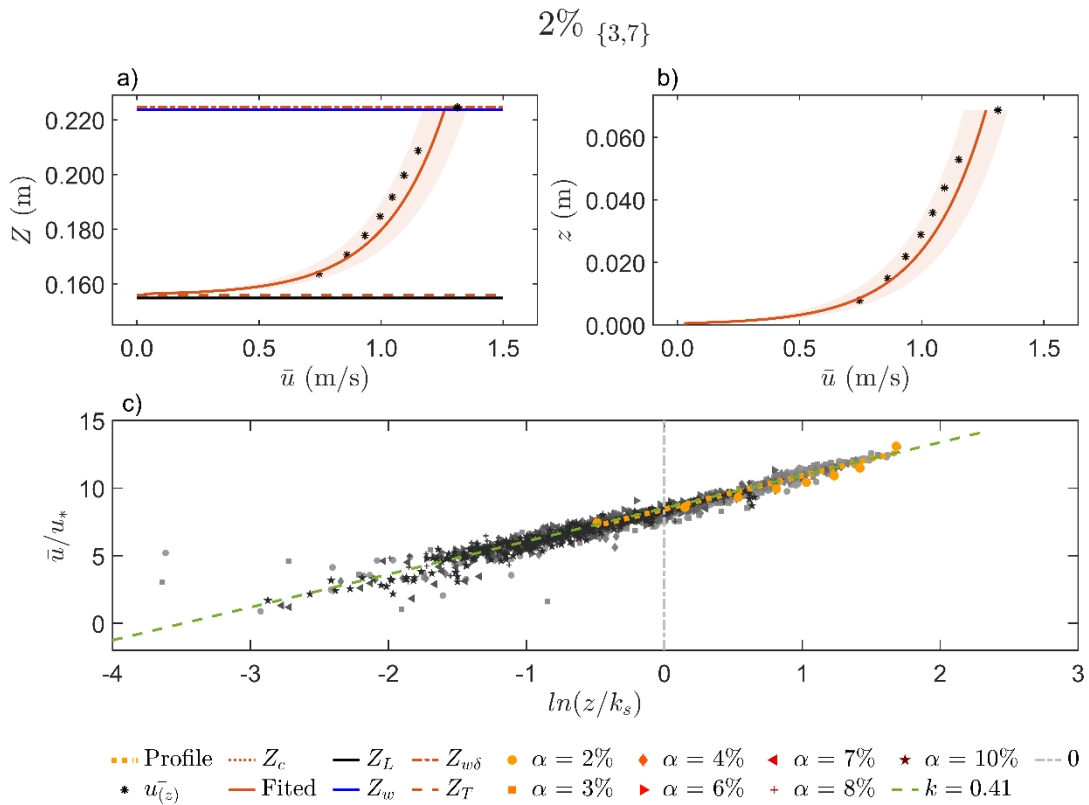 2% {3,7}
a)
b)
0.220
0.200
0.180
0.160
Z (m)
0.0 0.5 1.0 1.5
ū (m/s)
0.060
0.040
0.020
0.000
z (m)
0.0 0.5 1.0 1.5
ū (m/s)
c)
15
10
5
0
ū/u*
-4 -3 -2 -1 0 1 2 3
ln(z/ks)
Profile Zc ZL Zwδ α = 2% α = 4% α = 7% α = 10% 0
ū(z) Fited Zw ZT α = 3% α = 6% α = 8% k = 0.41